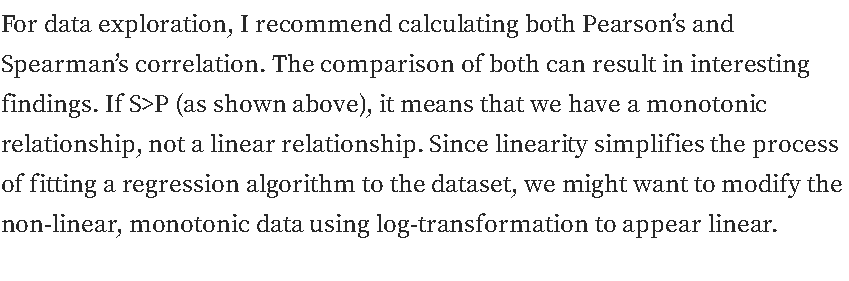 For data exploration, I recommend calculating both Pearson’s and
Spearman’s correlation. The comparison of both can result in interesting
findings. If S>P (as shown above), it means that we have a monotonic
relationship, not a linear relationship. Since linearity simplifies the process
of fitting a regression algorithm to the dataset, we might want to modify the
non-linear, monotonic data using log-transformation to appear linear.